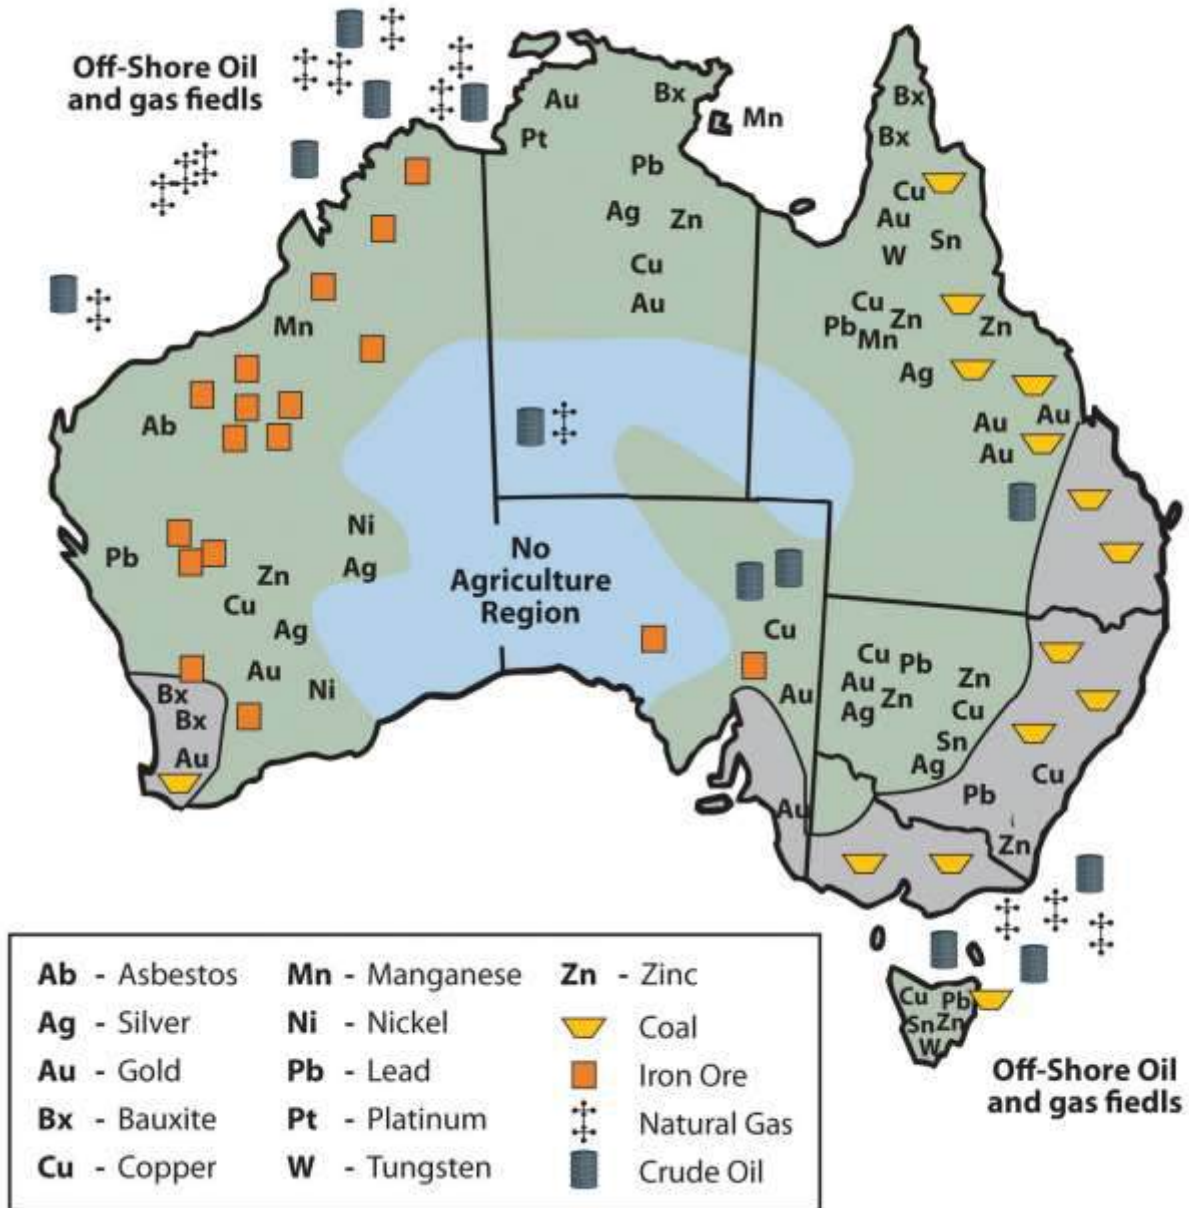 Off-Shore Oil
and gas fiedls
Au
Bx
Mn
Pt
Pb
Ag
Zn
Cu
Au
Bx
Bx
Cu
Au
Sn
W
Cu
Zn
Pb
Mn
Zn
Ag
Au
Au
Au
Mn
Ab
Ni
Pb
Zn
Ag
Cu
Ag
Au
Ni
Bx
Bx
Au
No
Agriculture
Region
Cu
Au
Au
Cu
Pb
Zn
Au
Zn
Ag
Cu
Sn
Ag
Cu
Pb
Zn
Cu
Pb
Sn
Zn
W
Off-Shore Oil
and gas fiedls
Ab - Asbestos
Ag - Silver
Au - Gold
Bx - Bauxite
Cu - Copper
Mn - Manganese
Ni - Nickel
Pb - Lead
Pt - Platinum
W - Tungsten
Zn - Zinc
Coal
Iron Ore
Natural Gas
Crude Oil